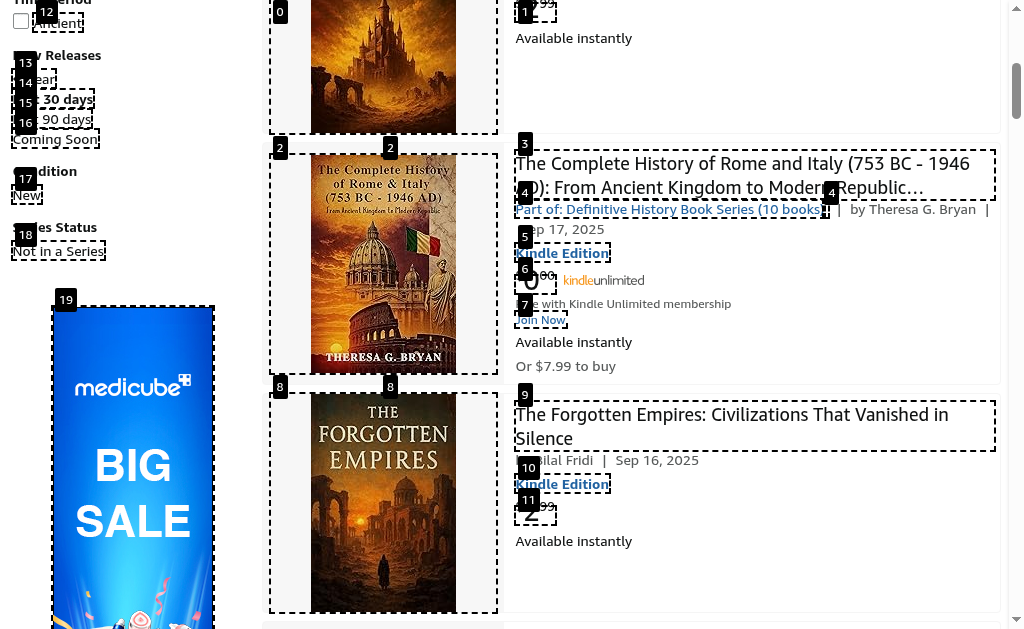 12
Ancient
New Releases
13
14
15
Last 30 days
16
Last 90 days
Coming Soon
Condition
17
New
Series Status
18
Not in a Series
19
medicube
BIG
SALE
0
1
99
Available instantly
2
2
The Complete History
of Rome & Italy
(753 BC - 1946 AD)
From Ancient Kingdom to Modern Republic
THERESA G. BRYAN
3
The Complete History of Rome and Italy (753 BC - 1946
AD): From Ancient Kingdom to Modern Republic...
4
4
Part of: Definitive History Book Series (10 books) | by Theresa G. Bryan |
Sep 17, 2025
5
Kindle Edition
6
0 00 kindleunlimited
Free with Kindle Unlimited membership
7
Join Now
Available instantly
Or $7.99 to buy
8
8
THE
FORGOTTEN
EMPIRES
9
The Forgotten Empires: Civilizations That Vanished in
Silence
by Bilal Fridi | Sep 16, 2025
10
Kindle Edition
11
2 99
Available instantly